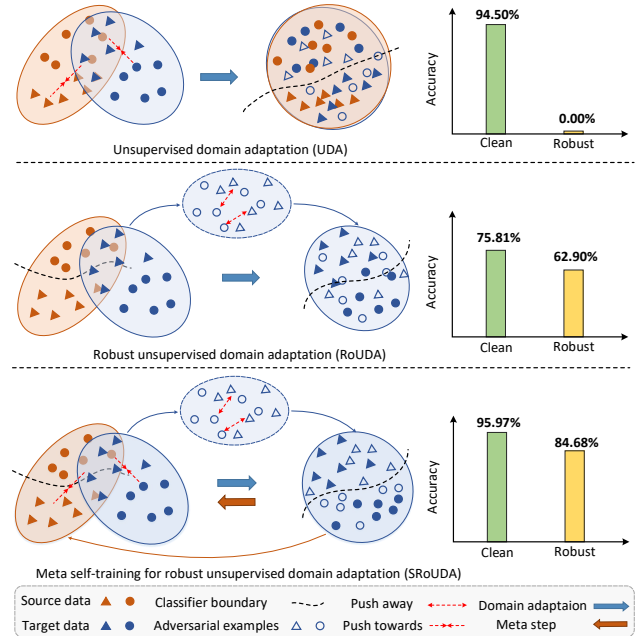 94.50%
Accuracy
0.00%
Clean Robust
Unsupervised domain adaptation (UDA)
75.81%
62.90%
Accuracy
Clean Robust
Robust unsupervised domain adaptation (RoUDA)
95.97%
84.68%
Accuracy
Clean Robust
Meta self-training for robust unsupervised domain adaptation (SRoUDA)
Source data Classifier boundary Push away Domain adaptaion
Target data Adversarial examples Push towards Meta step